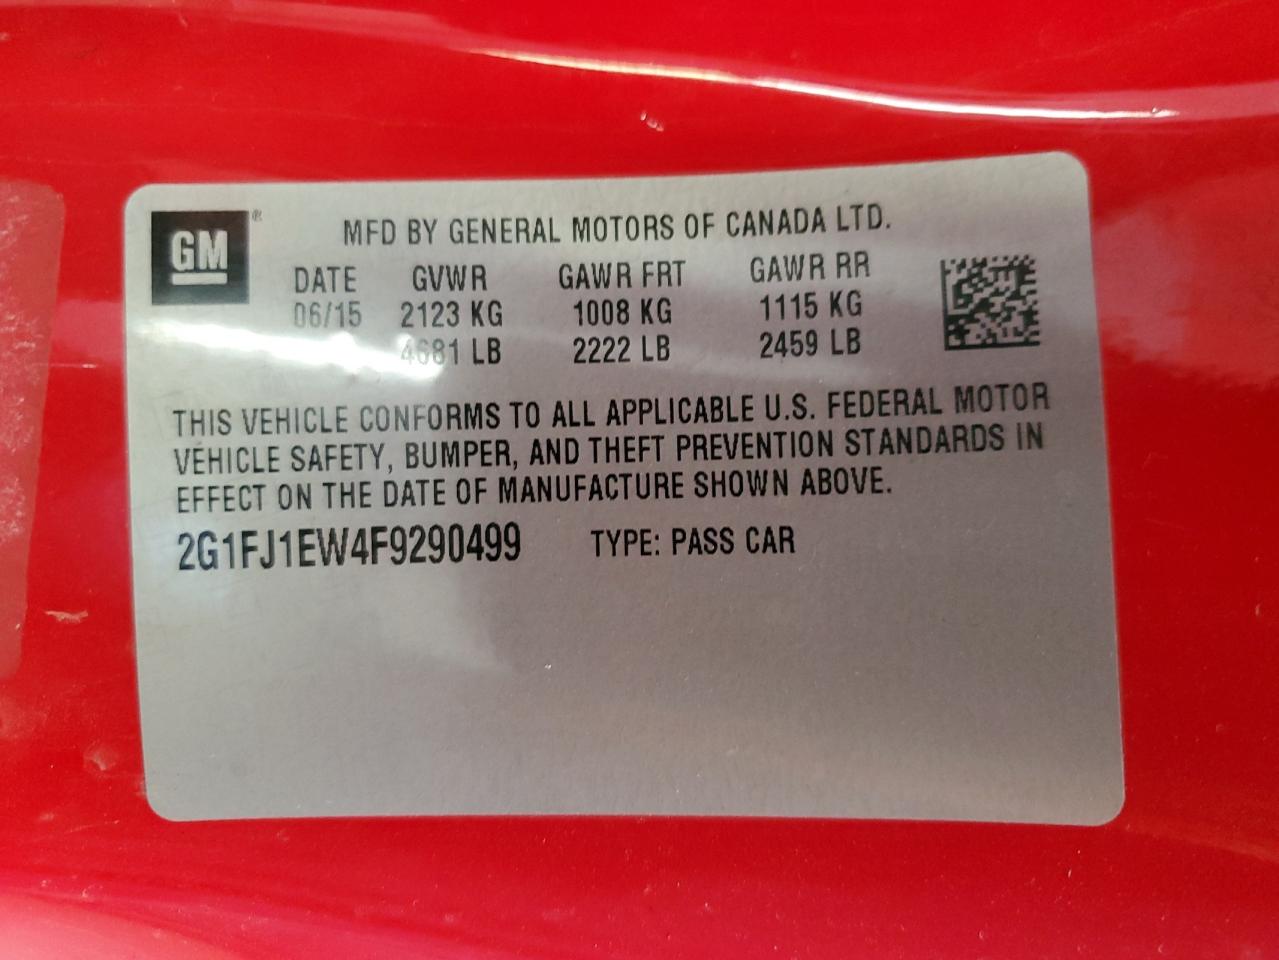 GM®
MFD BY GENERAL MOTORS OF CANADA LTD.
DATE GVWR GAWR FRT GAWR RR
06/15 2123 KG 1008 KG 1115 KG
4681 LB 2222 LB 2459 LB
THIS VEHICLE CONFORMS TO ALL APPLICABLE U.S. FEDERAL MOTOR
VEHICLE SAFETY, BUMPER, AND THEFT PREVENTION STANDARDS IN
EFFECT ON THE DATE OF MANUFACTURE SHOWN ABOVE.
2G1FJ1EW4F9290499 TYPE: PASS CAR